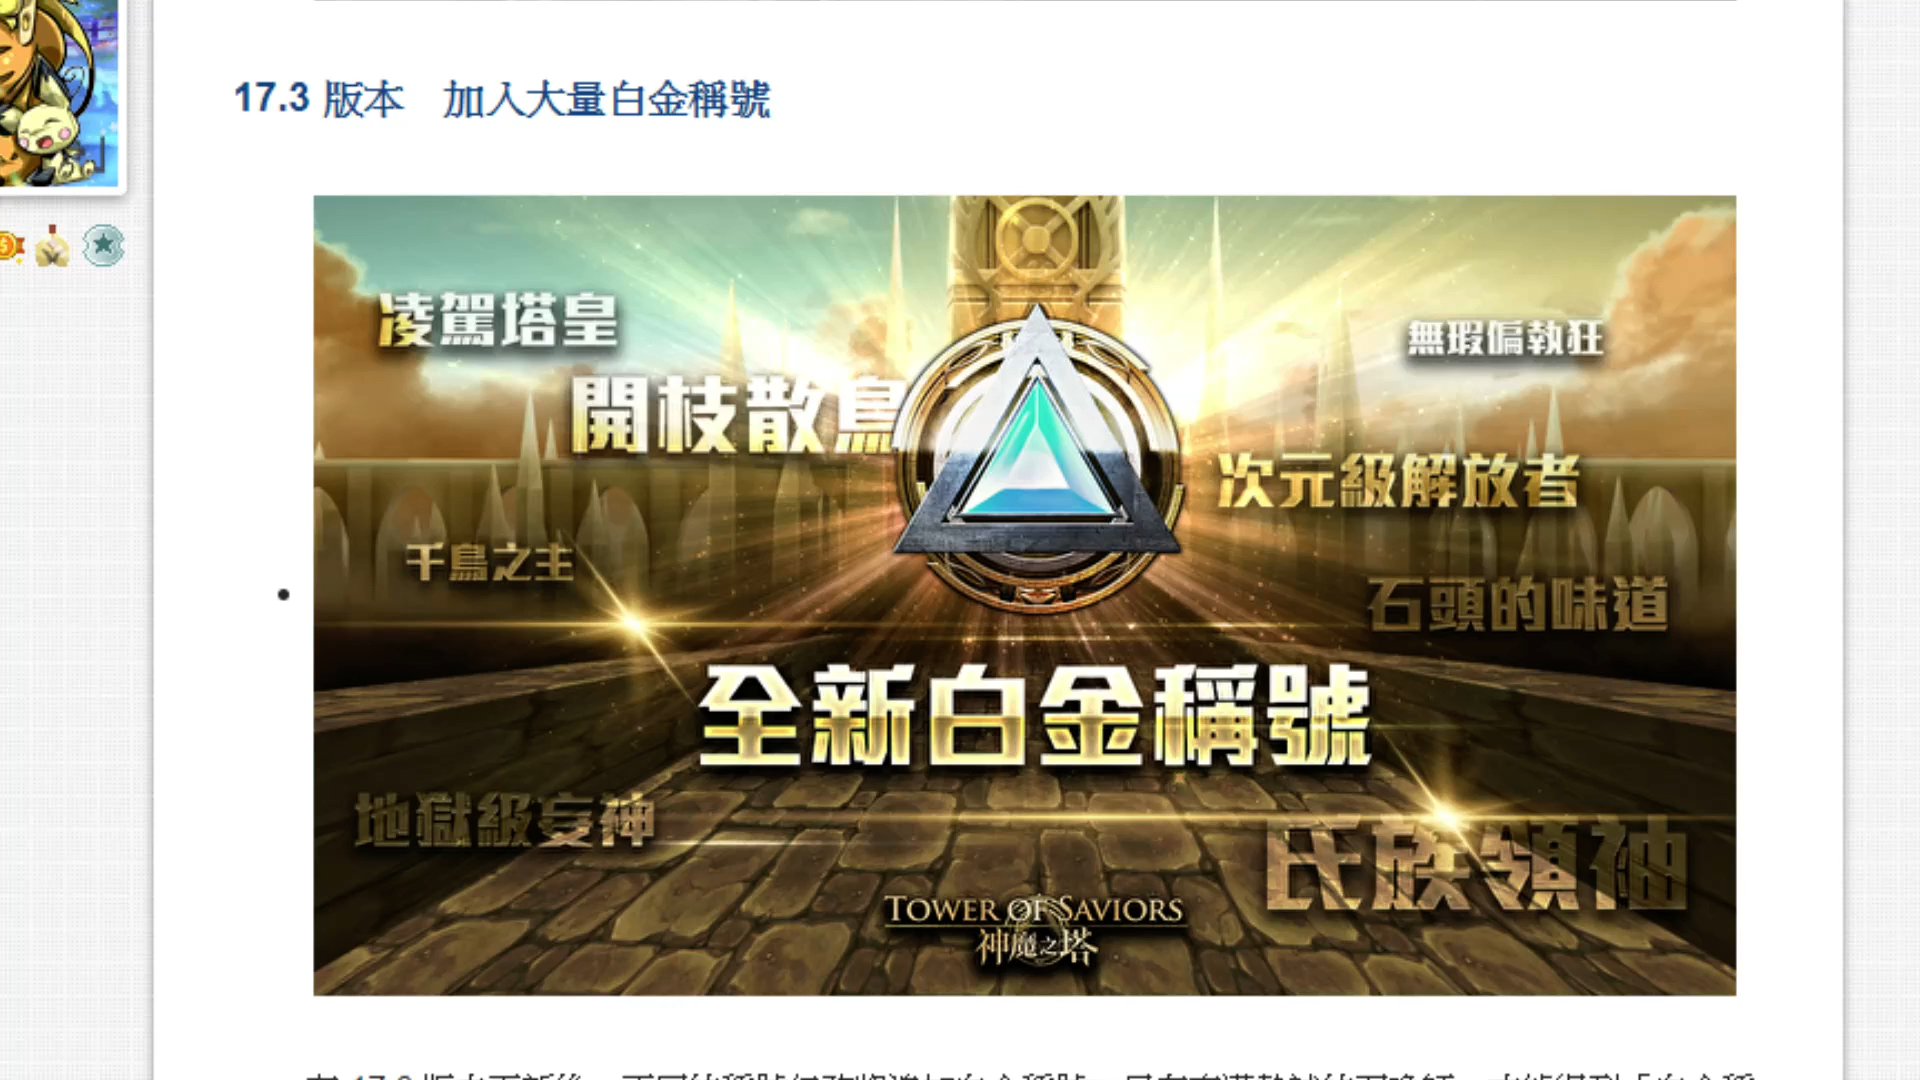 17.3 版本　加入大量白金稱號
凌駕塔皇
無瑕偏執狂
開枝散鳥
次元級解放者
千鳥之主
石頭的味道
全新白金稱號
地獄級妄神
氏族領袖
TOWER OF SAVIORS
神魔之塔